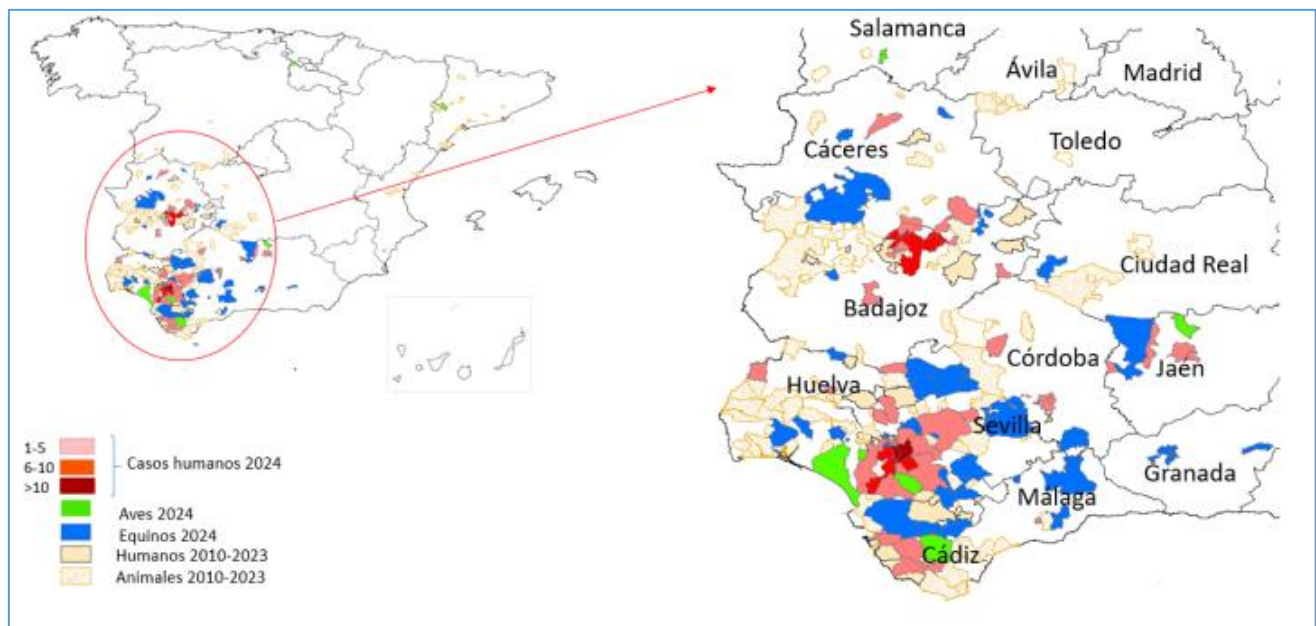 Salamanca
Ávila
Madrid
Toledo
Cáceres
Ciudad Real
Badajoz
Córdoba
Jaén
Huelva
Sevilla
Granada
Málaga
Cádiz
1-5
6-10
>10
Casos humanos 2024
Aves 2024
Equinos 2024
Humanos 2010-2023
Animales 2010-2023